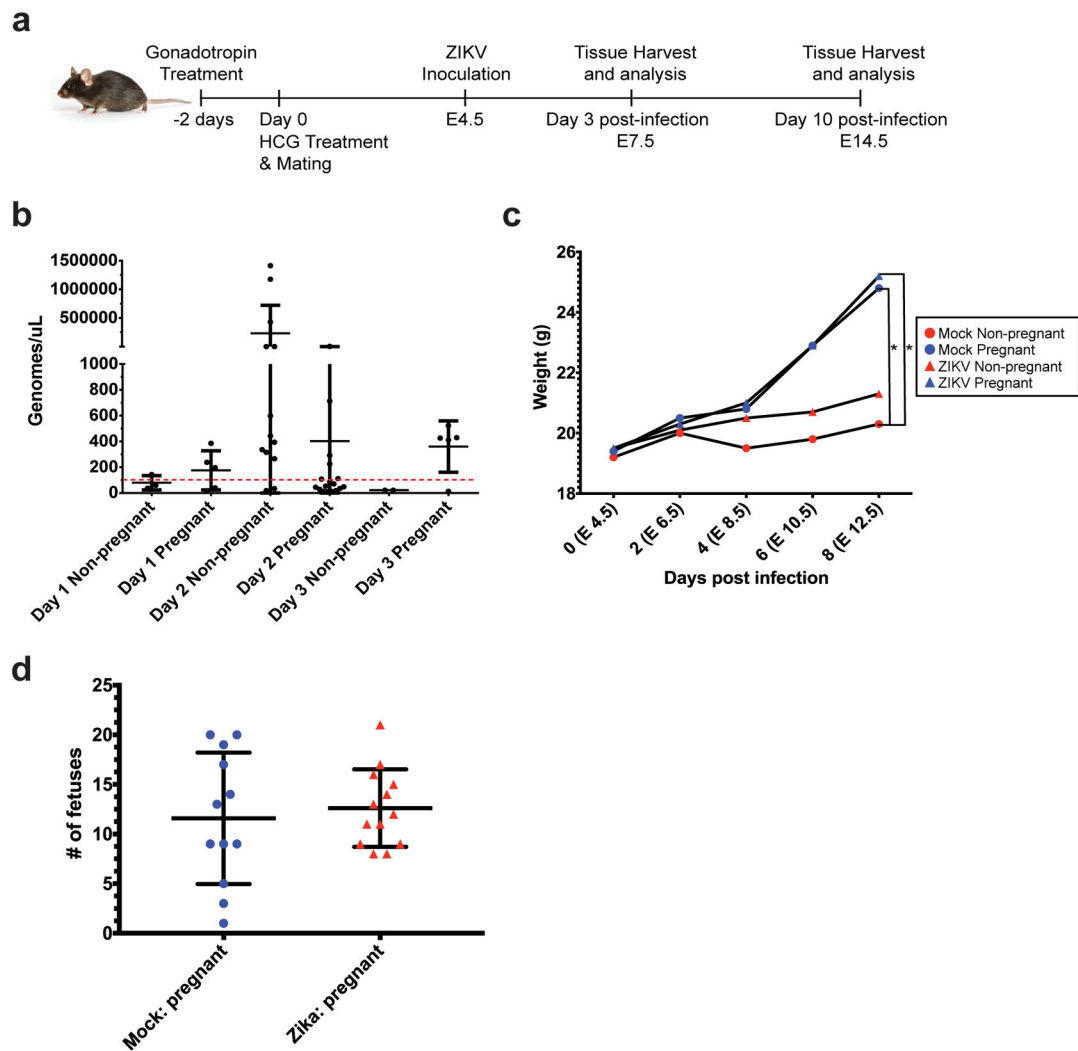 a
Gonadotropin
Treatment
ZIKV
Inoculation
Tissue Harvest
and analysis
Tissue Harvest
and analysis
-2 days
Day 0
HCG Treatment
& Mating
E4.5
Day 3 post-infection
E7.5
Day 10 post-infection
E14.5
b
Genomes/uL
1500000
1000000
500000
1000
800
600
400
200
0
Day 1 Non-pregnant
Day 1 Pregnant
Day 2 Non-pregnant
Day 2 Pregnant
Day 3 Non-pregnant
Day 3 Pregnant
c
Weight (g)
26
24
22
20
18
0 (E 4.5)
2 (E 6.5)
4 (E 8.5)
6 (E 10.5)
8 (E 12.5)
Days post infection
* *
Mock Non-pregnant
Mock Pregnant
ZIKV Non-pregnant
ZIKV Pregnant
d
# of fetuses
25
20
15
10
5
0
Mock: pregnant
Zika: pregnant